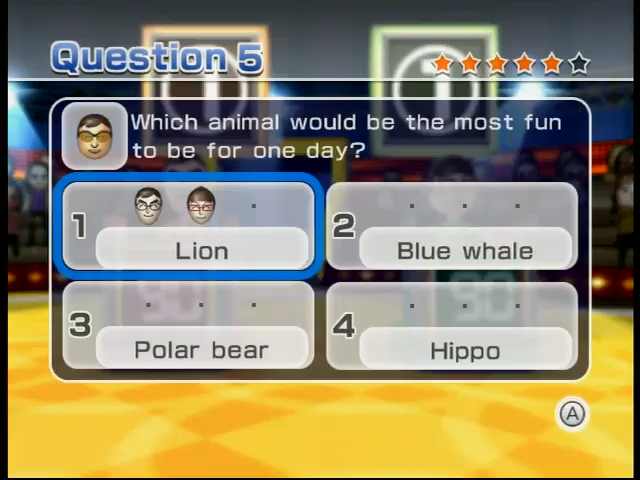 Question 5
Which animal would be the most fun
to be for one day?
1
Lion
2
Blue whale
3
Polar bear
4
Hippo
A